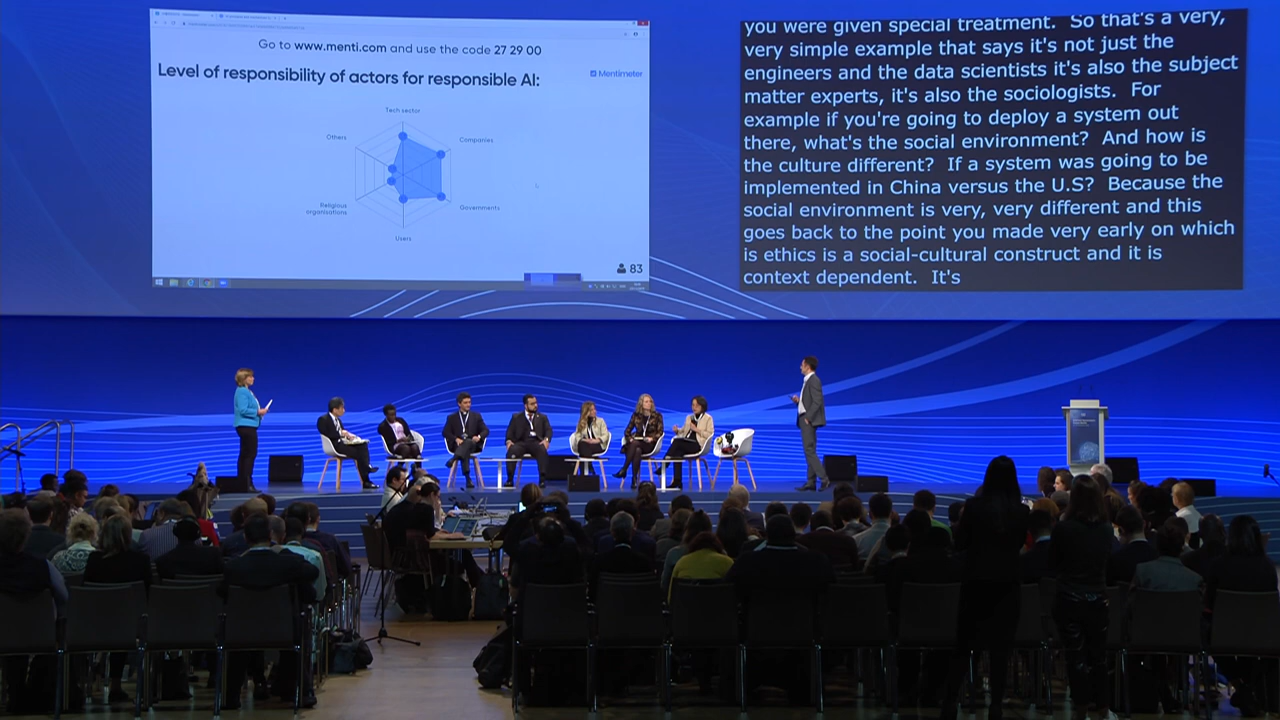 Go to www.menti.com and use the code 27 29 00
Level of responsibility of actors for responsible AI:
Mentimeter
Tech sector
Others
Companies
Religious
organisations
Governments
Users
83
you were given special treatment. So that's a very,
very simple example that says it's not just the
engineers and the data scientists it's also the subject
matter experts, it's also the sociologists. For
example if you're going to deploy a system out
there, what's the social environment? And how is
the culture different? If a system was going to be
implemented in China versus the U.S? Because the
social environment is very, very different and this
goes back to the point you made very early on which
is ethics is a social-cultural construct and it is
context dependent. It's